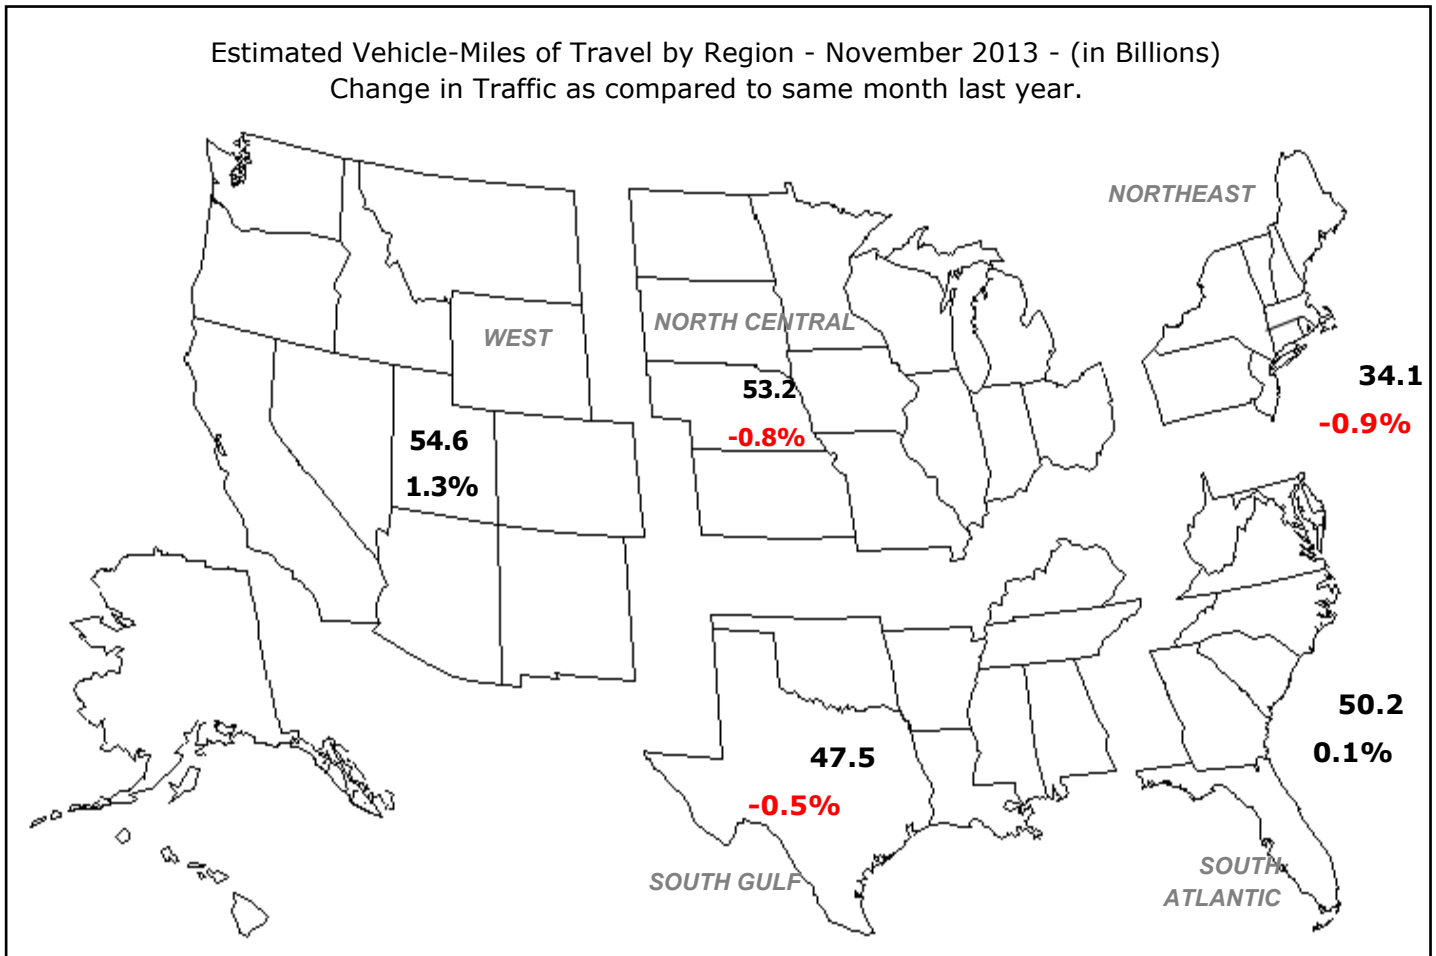 Estimated Vehicle-Miles of Travel by Region - November 2013 - (in Billions)
Change in Traffic as compared to same month last year.
NORTHEAST
WEST
NORTH CENTRAL
53.2
-0.8%
34.1
-0.9%
54.6
1.3%
50.2
0.1%
47.5
-0.5%
SOUTH GULF
SOUTH
ATLANTIC